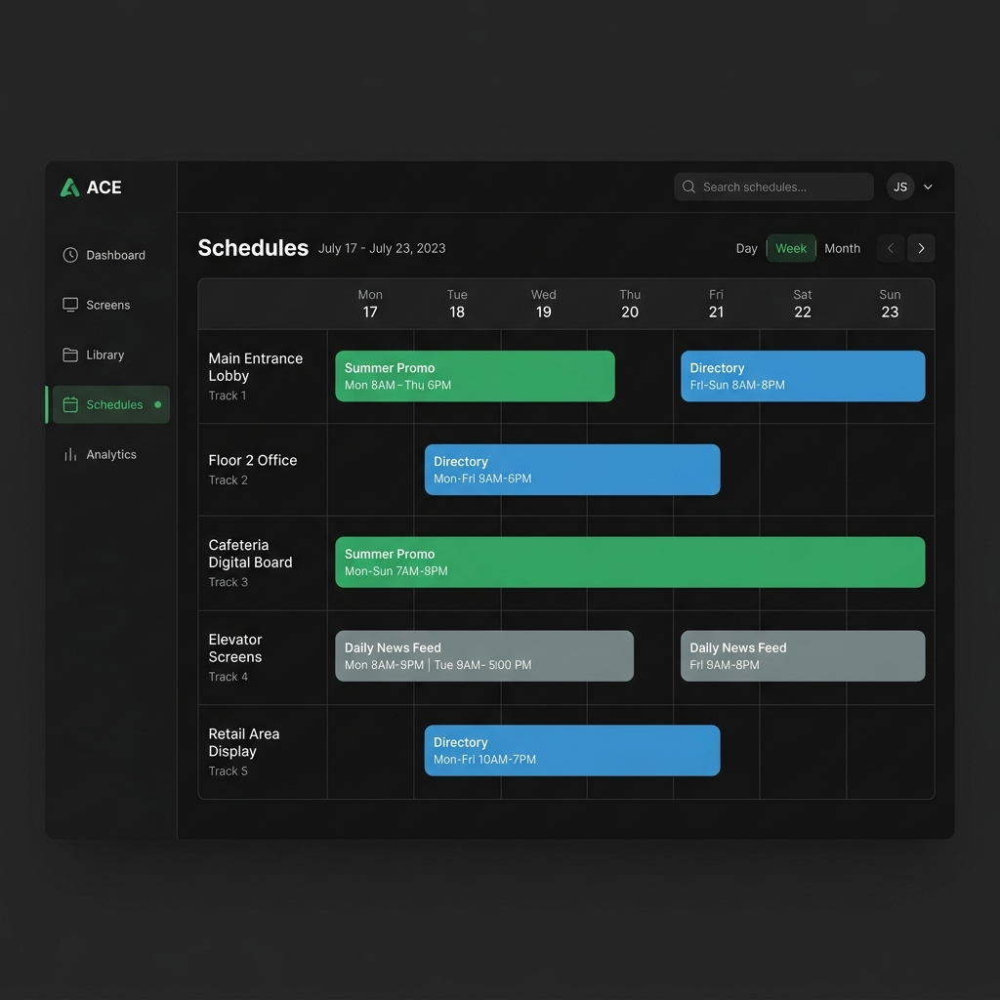 ACE
Search schedules...
JS
Dashboard
Screens
Library
Schedules
Analytics
Schedules July 17 - July 23, 2023
Day Week Month
Mon Tue Wed Thu Fri Sat Sun
17 18 19 20 21 22 23
Main Entrance
Lobby
Track 1
Summer Promo
Mon 8AM-Thu 6PM
Directory
Fri-Sun 8AM-8PM
Floor 2 Office
Track 2
Directory
Mon-Fri 9AM-6PM
Cafeteria
Digital Board
Track 3
Summer Promo
Mon-Sun 7AM-9PM
Elevator
Screens
Track 4
Daily News Feed
Mon 8AM-9PM | Tue 9AM- 5:00 PM
Daily News Feed
Fri 9AM-8PM
Retail Area
Display
Track 5
Directory
Mon-Fri 10AM-7PM